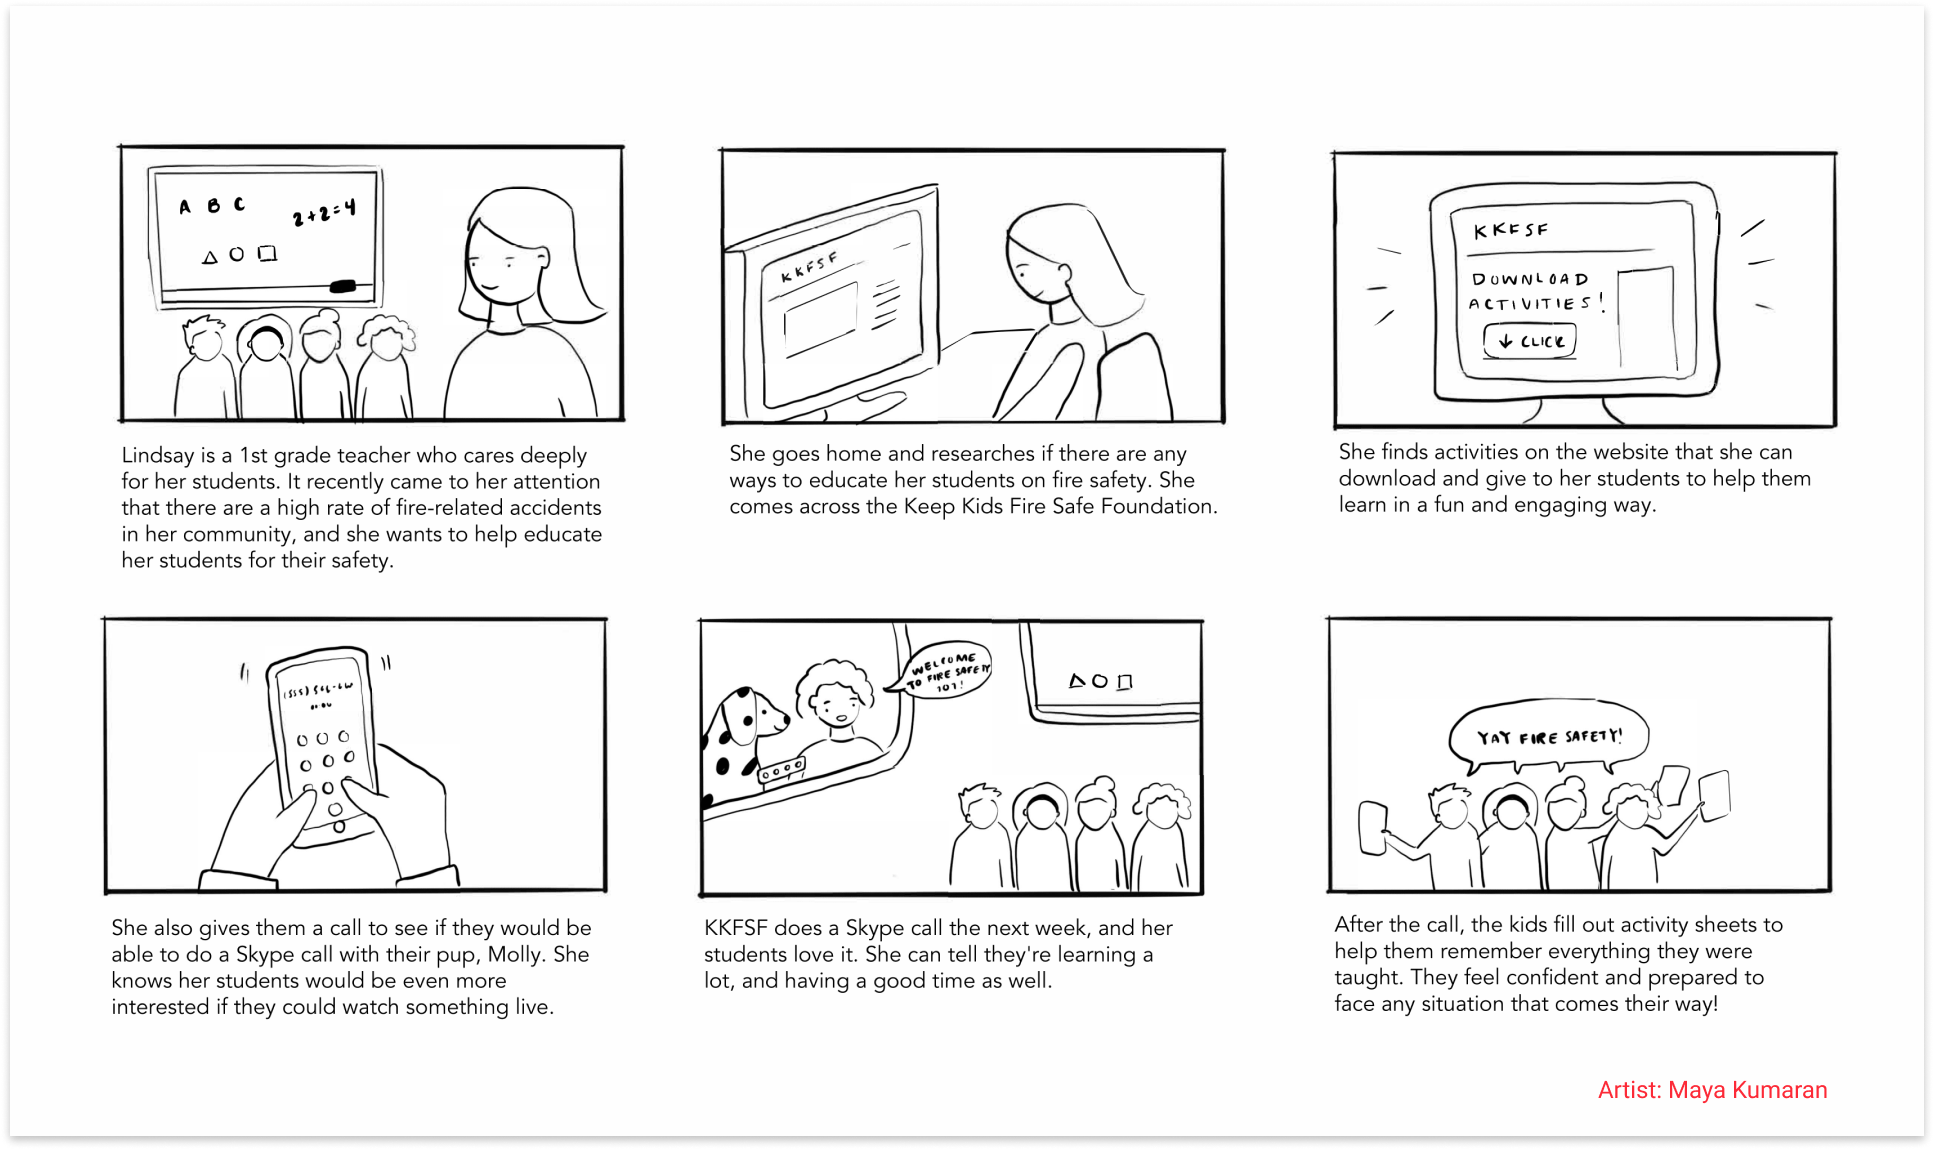 A B C
2+2=4
Lindsay is a 1st grade teacher who cares deeply
for her students. It recently came to her attention
that there are a high rate of fire-related accidents
in her community, and she wants to help educate
her students for their safety.
KKFSF
She goes home and researches if there are any
ways to educate her students on fire safety. She
comes across the Keep Kids Fire Safe Foundation.
KKFSF
DOWNLOAD
ACTIVITIES!
CLICK
She finds activities on the website that she can
download and give to her students to help them
learn in a fun and engaging way.
She also gives them a call to see if they would be
able to do a Skype call with their pup, Molly. She
knows her students would be even more
interested if they could watch something live.
WELCOME
TO FIRE SAFETY
101!
KKFSF does a Skype call the next week, and her
students love it. She can tell they're learning a
lot, and having a good time as well.
YAY FIRE SAFETY!
After the call, the kids fill out activity sheets to
help them remember everything they were
taught. They feel confident and prepared to
face any situation that comes their way!
Artist: Maya Kumaran